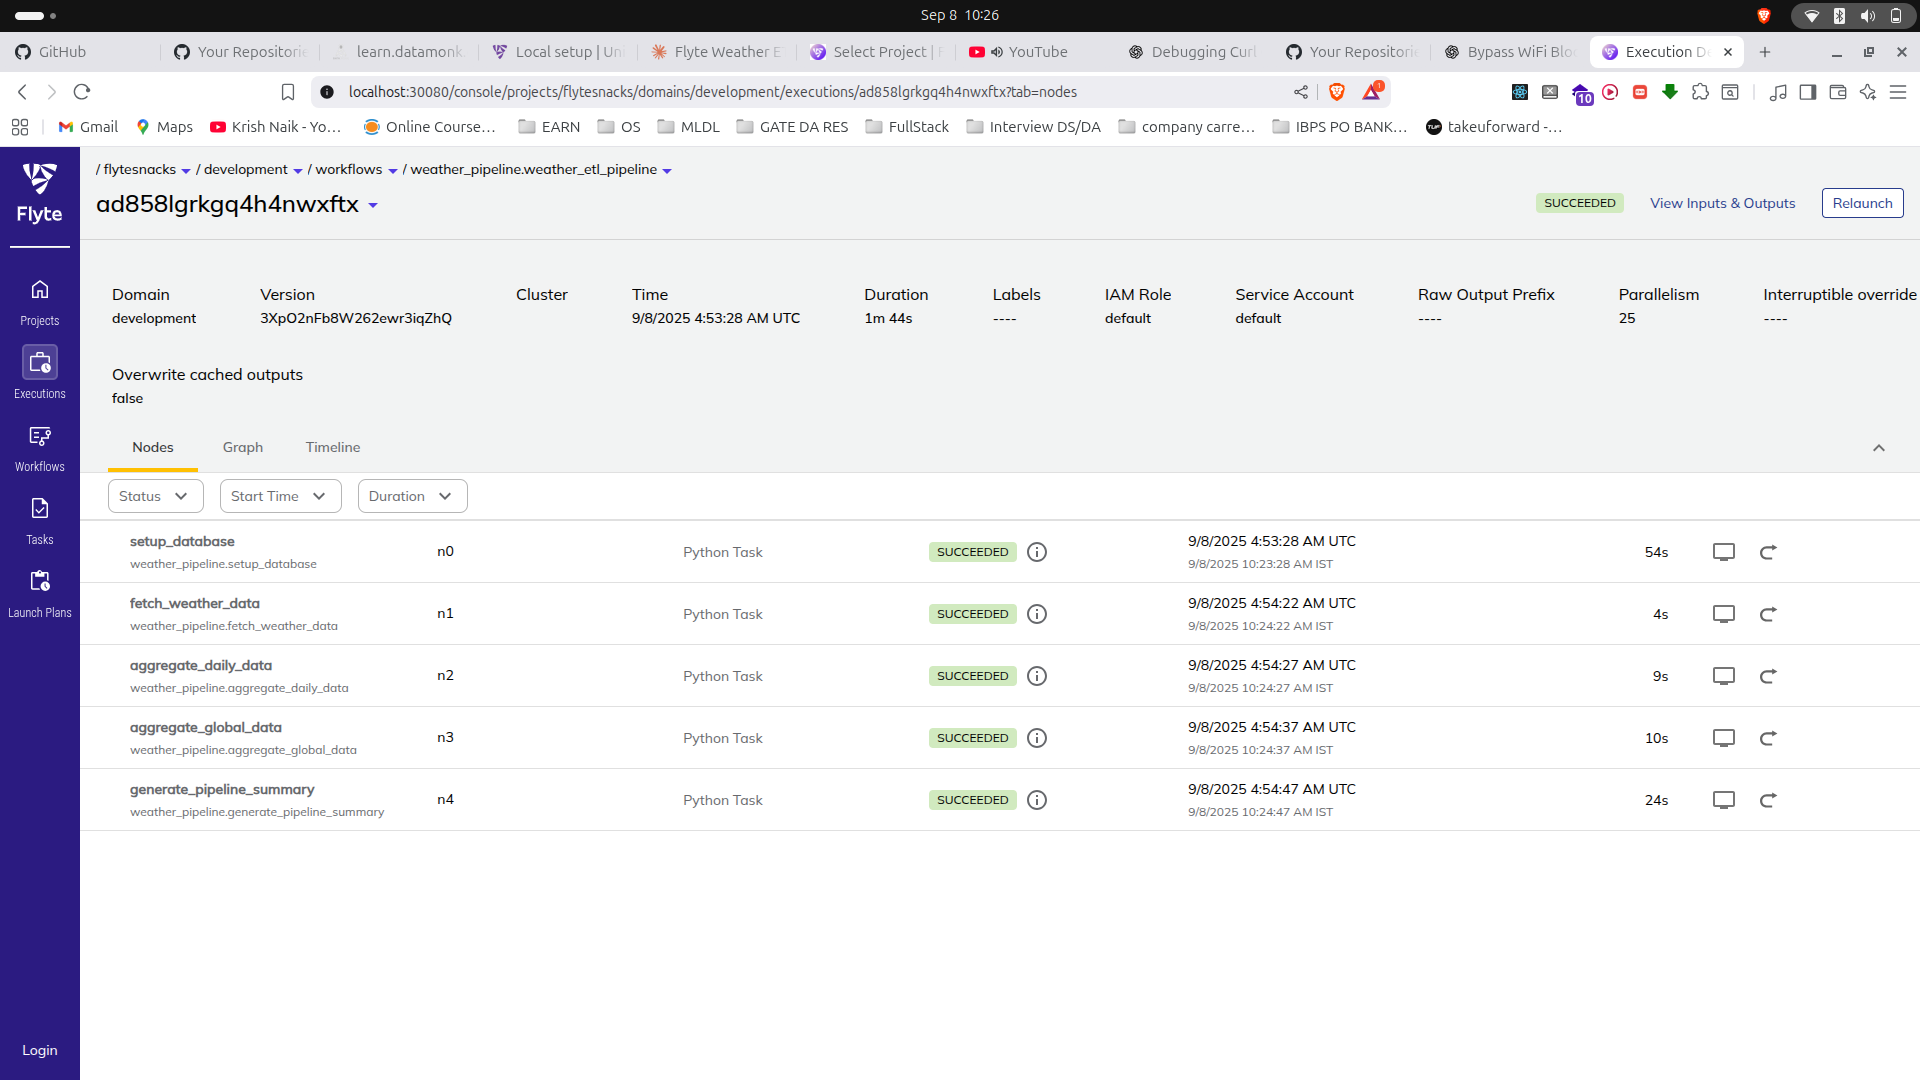 Sep 8 10:26
GitHub
Your Repositorie
learn.datamonk
Local setup | Un
Flyte Weather E
Select Project | F
YouTube
Debugging Curl
Your Repositorie
Bypass WiFi Blo
Execution De
localhost:30080/console/projects/flytesnacks/domains/development/executions/ad858lgrkgq4h4nwxftx?tab=nodes
1
10
Gmail
Maps
Krish Naik - Yo...
Online Course...
EARN
OS
MLDL
GATE DA RES
FullStack
Interview DS/DA
company carre...
IBPS PO BANK...
takeuforward -...
Flyte
Projects
Executions
Workflows
Tasks
Launch Plans
Login
/ flytesnacks / development / workflows / weather_pipeline.weather_etl_pipeline
ad858lgrkgq4h4nwxftx
SUCCEEDED
View Inputs & Outputs
Relaunch
Domain Version Cluster Time Duration Labels IAM Role Service Account Raw Output Prefix Parallelism Interruptible override
development 3XpO2nFb8W262ewr3iqZhQ 9/8/2025 4:53:28 AM UTC 1m 44s ---- default default ---- 25 ----
Overwrite cached outputs
false
Nodes Graph Timeline
Status Start Time Duration
setup_database n0 Python Task SUCCEEDED 9/8/2025 4:53:28 AM UTC 54s
weather_pipeline.setup_database 9/8/2025 10:23:28 AM IST
fetch_weather_data n1 Python Task SUCCEEDED 9/8/2025 4:54:22 AM UTC 4s
weather_pipeline.fetch_weather_data 9/8/2025 10:24:22 AM IST
aggregate_daily_data n2 Python Task SUCCEEDED 9/8/2025 4:54:27 AM UTC 9s
weather_pipeline.aggregate_daily_data 9/8/2025 10:24:27 AM IST
aggregate_global_data n3 Python Task SUCCEEDED 9/8/2025 4:54:37 AM UTC 10s
weather_pipeline.aggregate_global_data 9/8/2025 10:24:37 AM IST
generate_pipeline_summary n4 Python Task SUCCEEDED 9/8/2025 4:54:47 AM UTC 24s
weather_pipeline.generate_pipeline_summary 9/8/2025 10:24:47 AM IST